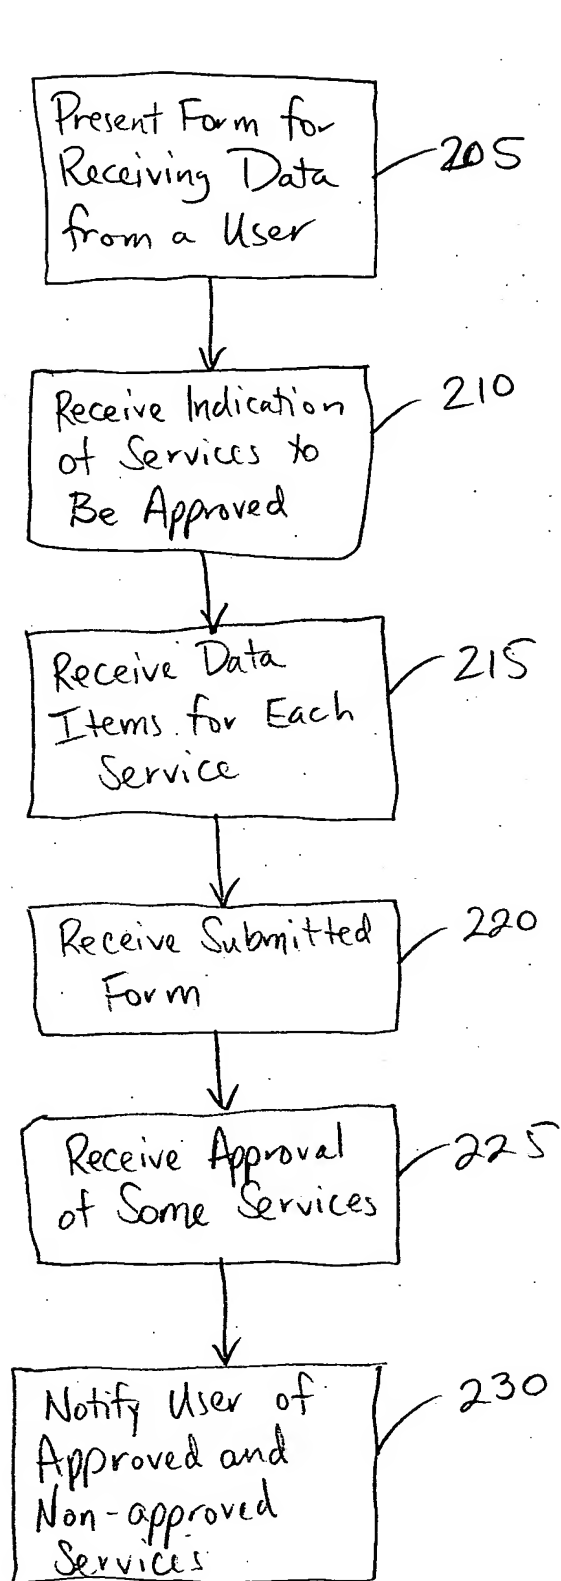 Present Form for
Receiving Data
from a User
205
Receive Indication
of Services to
Be Approved
210
Receive Data
Items for Each
Service
215
Receive Submitted
Form
220
Receive Approval
of Some Services
225
Notify User of
Approved and
Non-approved
Services
230